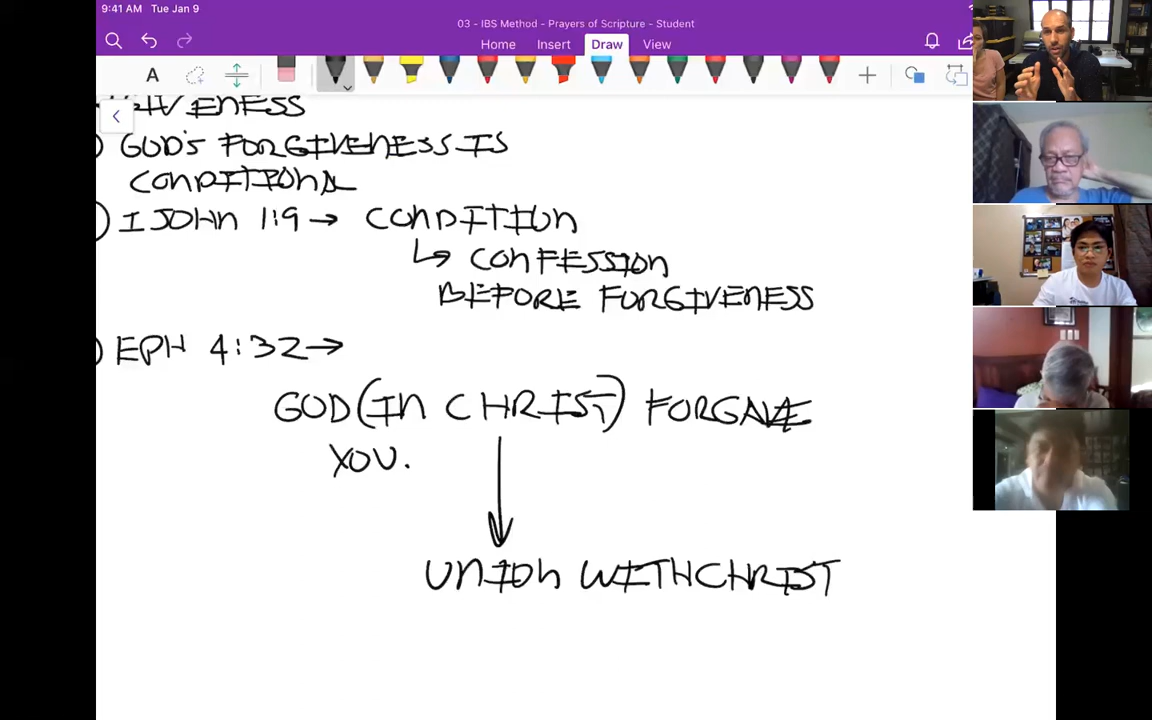 9:41 AM Tue Jan 9
03 - IBS Method - Prayers of Scripture - Student
Home Insert Draw View
A
GOD'S FORGIVENESS IS
CONDITIONA
I JOHN 1:9 → CONDITION
↳ CONFESSION
BEFORE FORGIVENESS
EPH 4:32 →
GOD (IN CHRIST) FORGAVE
YOU.
UNION WITH CHRIST